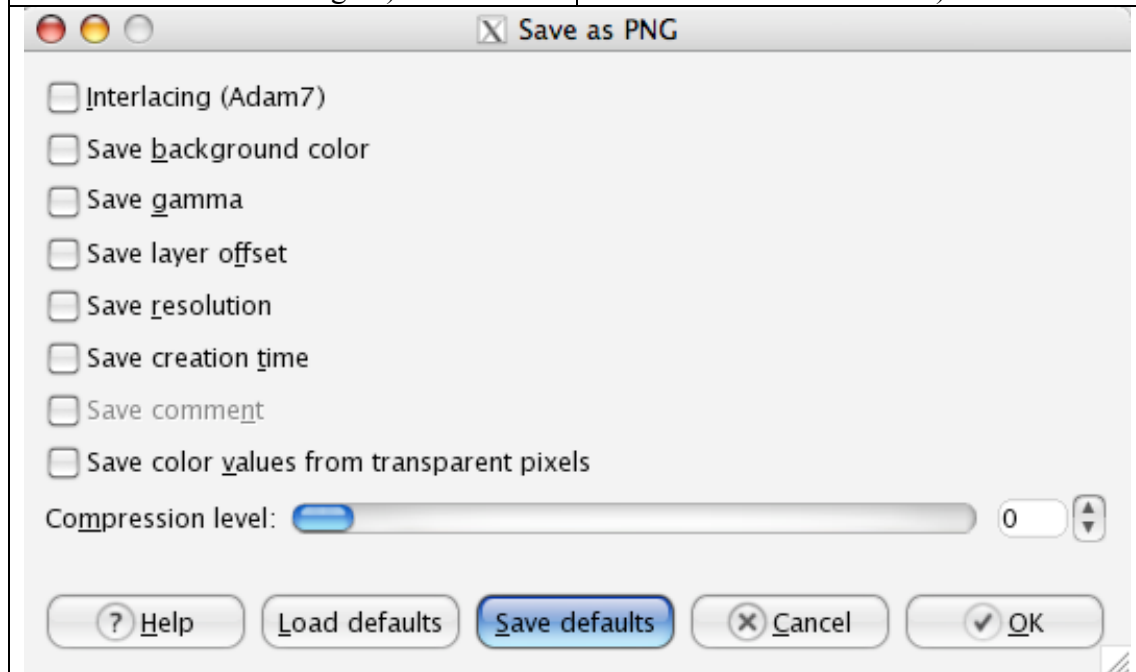 Save as PNG
Interlacing (Adam7)
Save background color
Save gamma
Save layer offset
Save resolution
Save creation time
Save comment
Save color values from transparent pixels
Compression level: 0
Help Load defaults Save defaults Cancel OK